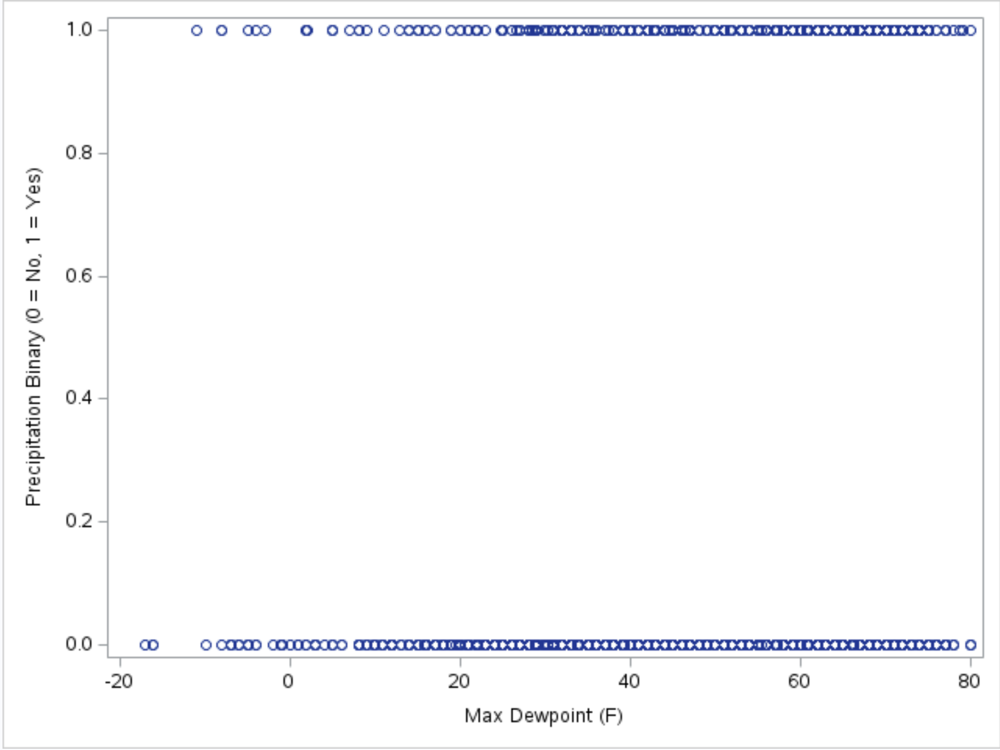 Precipitation Binary (0 = No, 1 = Yes)
1.0
0.8
0.6
0.4
0.2
0.0
-20 0 20 40 60 80
Max Dewpoint (F)